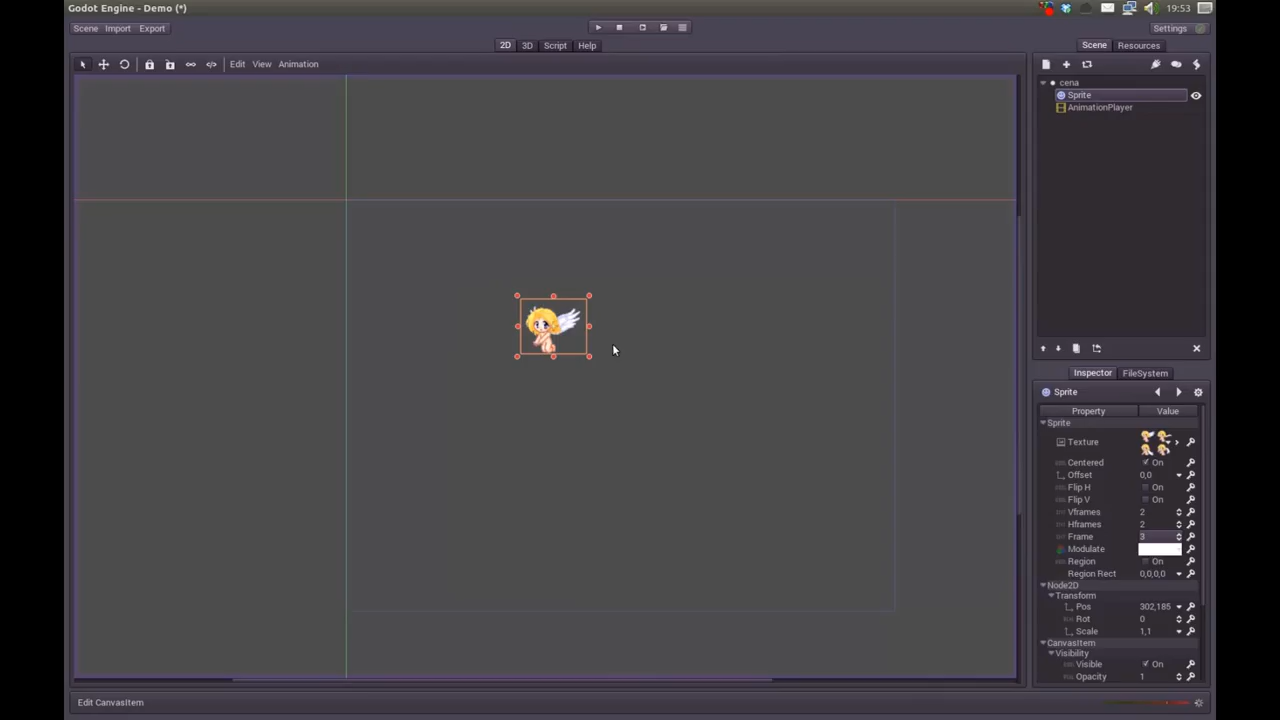 Godot Engine - Demo (*)
19:53
Scene Import Export
Settings
2D 3D Script Help
Scene Resources
Edit View Animation
cena
Sprite
AnimationPlayer
Inspector FileSystem
Sprite
Property Value
Sprite
Texture
Centered On
Offset 0,0
Flip H On
Flip V On
Vframes 2
Hframes 2
Frame 3
Modulate
Region On
Region Rect 0,0,0,0
Node2D
Transform
Pos 302,185
Rot 0
Scale 1,1
CanvasItem
Visibility
Visible On
Opacity 1
Edit CanvasItem